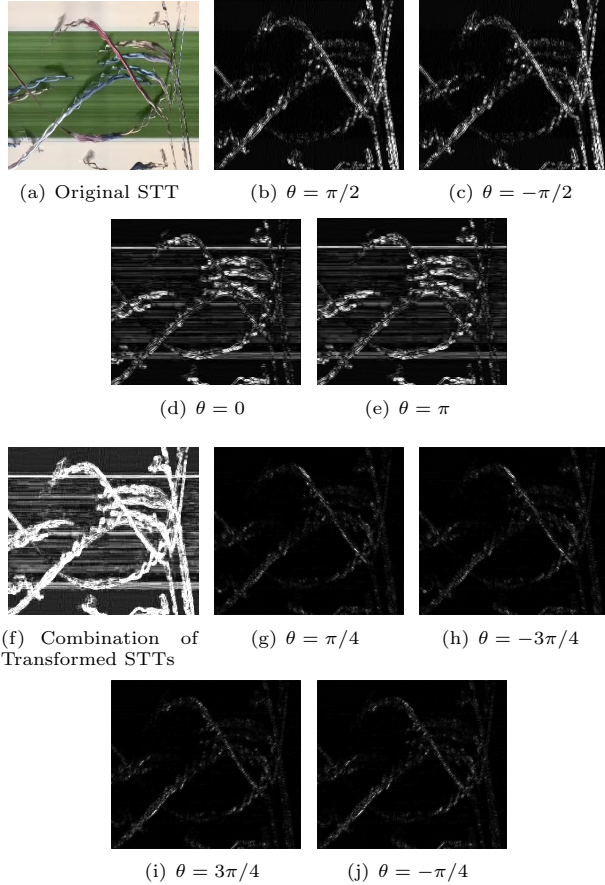 (a) Original STT
(b) θ = π/2
(c) θ = −π/2
(d) θ = 0
(e) θ = π
(f) Combination of
Transformed STTs
(g) θ = π/4
(h) θ = −3π/4
(i) θ = 3π/4
(j) θ = −π/4